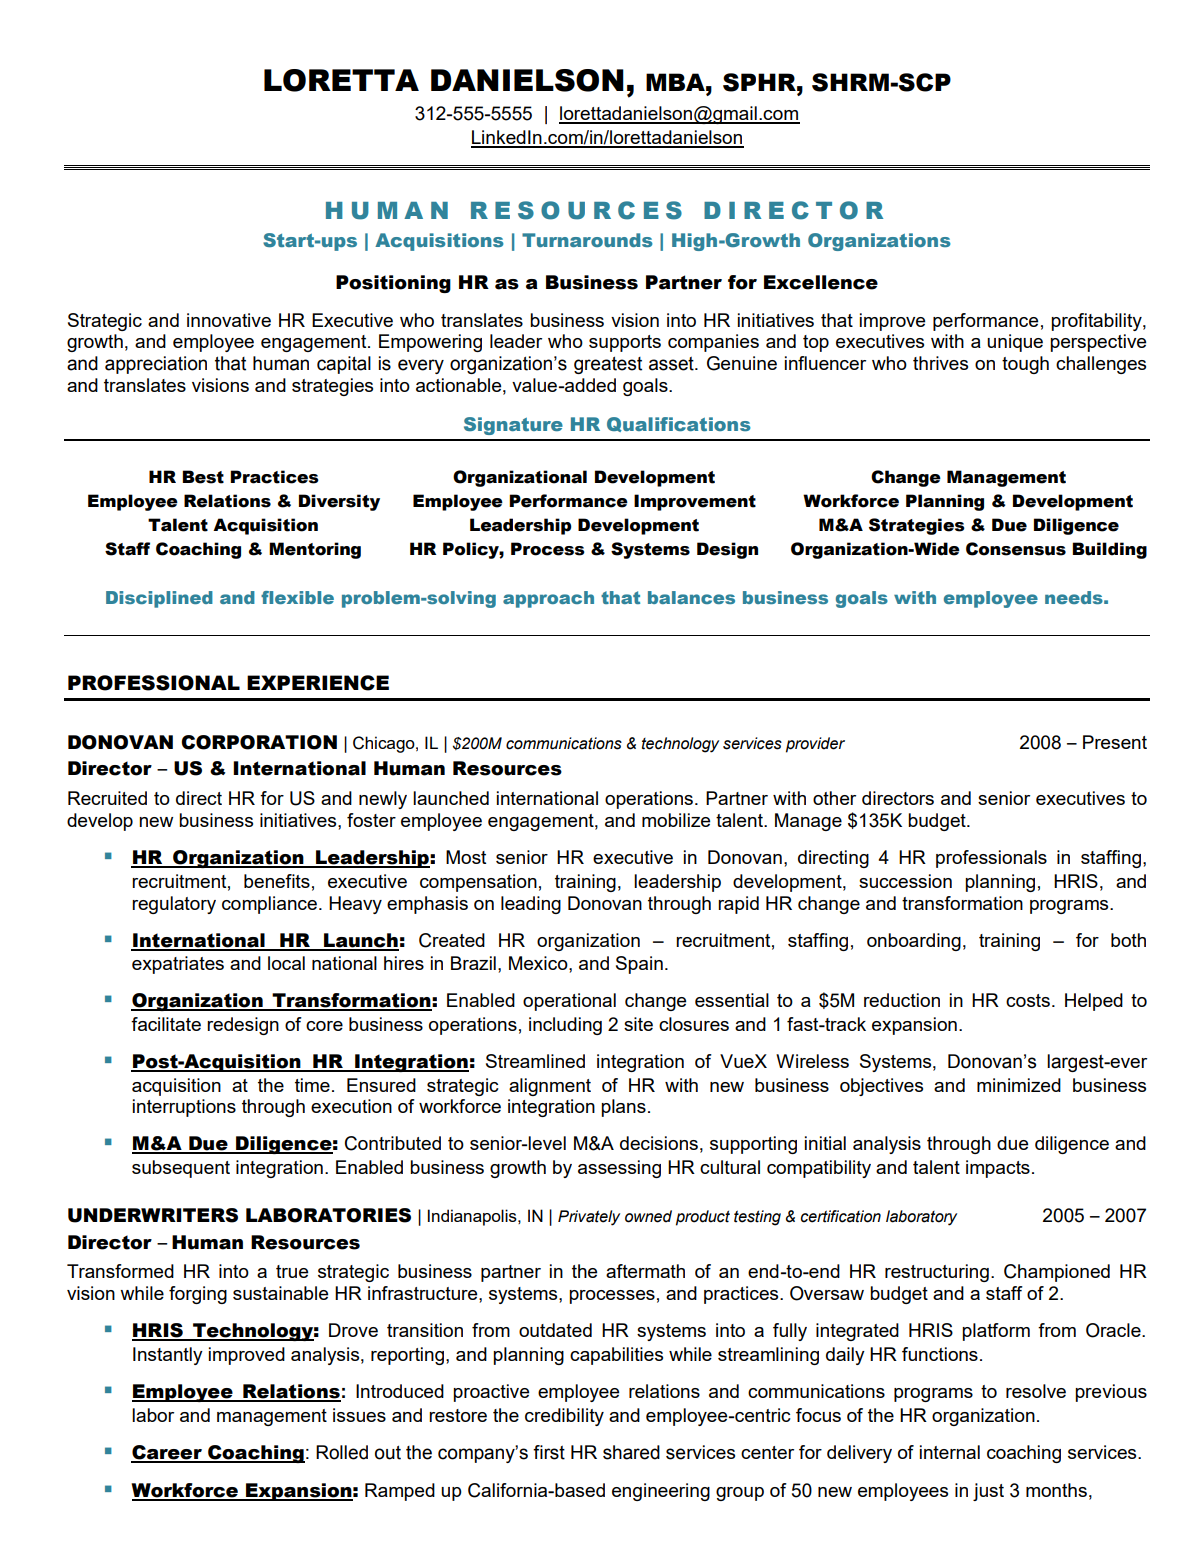 LORETTA DANIELSON, MBA, SPHR, SHRM-SCP
312-555-5555 | lorettadanielson@gmail.com
LinkedIn.com/in/lorettadanielson
HUMAN RESOURCES DIRECTOR
Start-ups | Acquisitions | Turnarounds | High-Growth Organizations
Positioning HR as a Business Partner for Excellence
Strategic and innovative HR Executive who translates business vision into HR initiatives that improve performance, profitability,
growth, and employee engagement. Empowering leader who supports companies and top executives with a unique perspective
and appreciation that human capital is every organization’s greatest asset. Genuine influencer who thrives on tough challenges
and translates visions and strategies into actionable, value-added goals.
Signature HR Qualifications
HR Best Practices Organizational Development Change Management
Employee Relations & Diversity Employee Performance Improvement Workforce Planning & Development
Talent Acquisition Leadership Development M&A Strategies & Due Diligence
Staff Coaching & Mentoring HR Policy, Process & Systems Design Organization-Wide Consensus Building
Disciplined and flexible problem-solving approach that balances business goals with employee needs.
PROFESSIONAL EXPERIENCE
DONOVAN CORPORATION | Chicago, IL | $200M communications & technology services provider 2008 – Present
Director – US & International Human Resources
Recruited to direct HR for US and newly launched international operations. Partner with other directors and senior executives to
develop new business initiatives, foster employee engagement, and mobilize talent. Manage $135K budget.
▪ HR Organization Leadership: Most senior HR executive in Donovan, directing 4 HR professionals in staffing,
recruitment, benefits, executive compensation, training, leadership development, succession planning, HRIS, and
regulatory compliance. Heavy emphasis on leading Donovan through rapid HR change and transformation programs.
▪ International HR Launch: Created HR organization – recruitment, staffing, onboarding, training – for both
expatriates and local national hires in Brazil, Mexico, and Spain.
▪ Organization Transformation: Enabled operational change essential to a $5M reduction in HR costs. Helped to
facilitate redesign of core business operations, including 2 site closures and 1 fast-track expansion.
▪ Post-Acquisition HR Integration: Streamlined integration of VueX Wireless Systems, Donovan’s largest-ever
acquisition at the time. Ensured strategic alignment of HR with new business objectives and minimized business
interruptions through execution of workforce integration plans.
▪ M&A Due Diligence: Contributed to senior-level M&A decisions, supporting initial analysis through due diligence and
subsequent integration. Enabled business growth by assessing HR cultural compatibility and talent impacts.
UNDERWRITERS LABORATORIES | Indianapolis, IN | Privately owned product testing & certification laboratory 2005 – 2007
Director – Human Resources
Transformed HR into a true strategic business partner in the aftermath of an end-to-end HR restructuring. Championed HR
vision while forging sustainable HR infrastructure, systems, processes, and practices. Oversaw budget and a staff of 2.
▪ HRIS Technology: Drove transition from outdated HR systems into a fully integrated HRIS platform from Oracle.
Instantly improved analysis, reporting, and planning capabilities while streamlining daily HR functions.
▪ Employee Relations: Introduced proactive employee relations and communications programs to resolve previous
labor and management issues and restore the credibility and employee-centric focus of the HR organization.
▪ Career Coaching: Rolled out the company’s first HR shared services center for delivery of internal coaching services.
▪ Workforce Expansion: Ramped up California-based engineering group of 50 new employees in just 3 months,